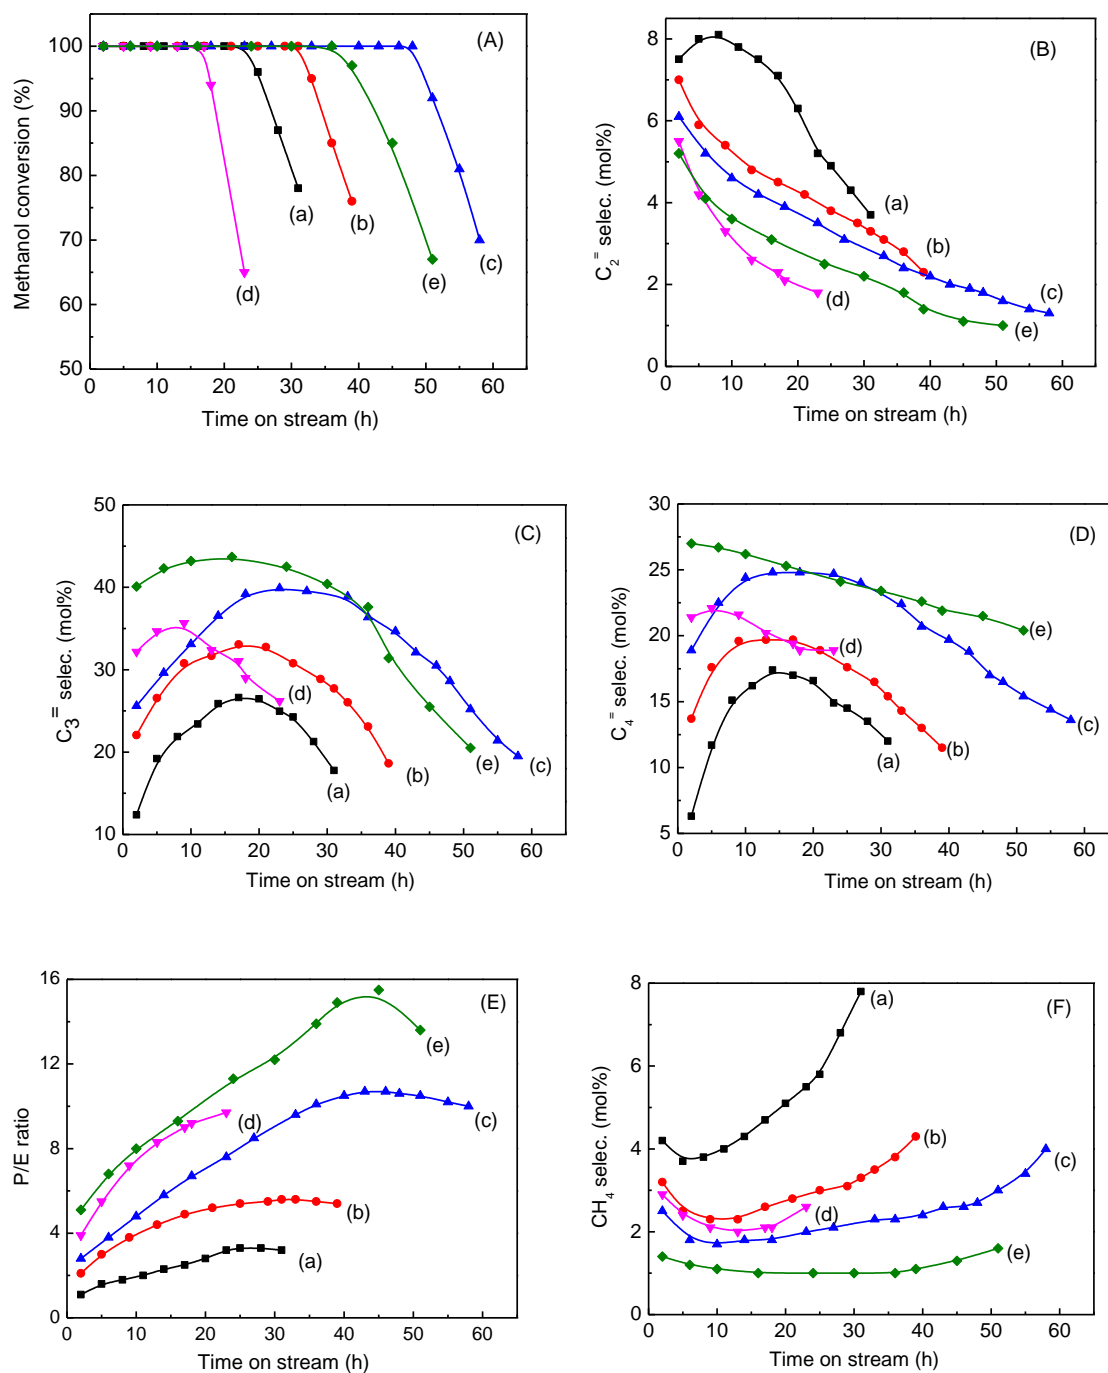 (A)
100
90
80
70
60
50
Methanol conversion (%)
(a)
(b)
(c)
(d)
(e)
0 10 20 30 40 50 60
Time on stream (h)
(B)
8
6
4
2
0
C2= selec. (mol%)
(a)
(b)
(c)
(d)
(e)
0 10 20 30 40 50 60
Time on stream (h)
(C)
50
40
30
20
10
C3= selec. (mol%)
(d)
(a)
(b)
(e)
(c)
0 10 20 30 40 50 60
Time on stream (h)
(D)
30
25
20
15
10
5
C4= selec. (mol%)
(d)
(e)
(c)
(b)
(a)
0 10 20 30 40 50 60
Time on stream (h)
(E)
16
12
8
4
0
P/E ratio
(e)
(d)
(c)
(b)
(a)
0 10 20 30 40 50 60
Time on stream (h)
(F)
8
6
4
2
0
CH4 selec. (mol%)
(a)
(b)
(c)
(d)
(e)
0 10 20 30 40 50 60
Time on stream (h)